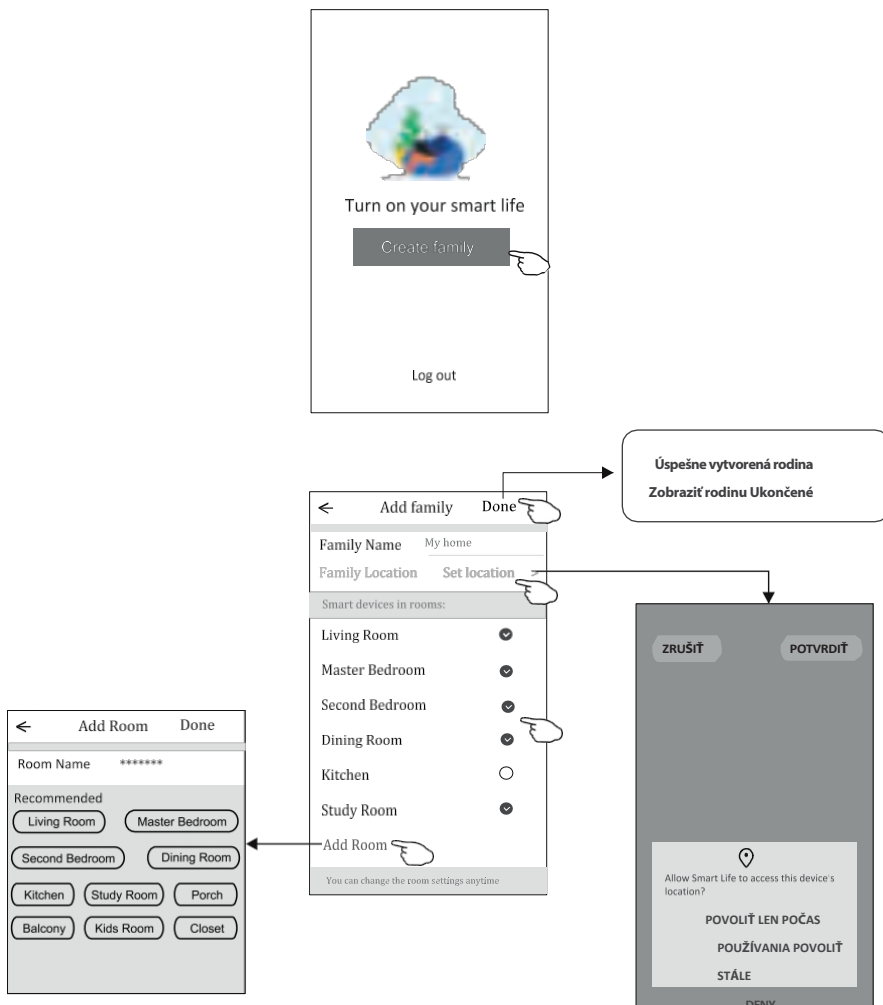 Turn on your smart life
Create family
Log out
Úspešne vytvorená rodina
Zobraziť rodinu Ukončené
Add family Done
Family Name My home
Family Location Set location >
Smart devices in rooms:
Living Room
Master Bedroom
Second Bedroom
Dining Room
Kitchen
Study Room
Add Room
You can change the room settings anytime
Add Room Done
Room Name *******
Recommended
Living Room Master Bedroom
Second Bedroom Dining Room
Kitchen Study Room Porch
Balcony Kids Room Closet
ZRUŠIŤ POTVRDIŤ
Allow Smart Life to access this device's
location?
POVOLIŤ LEN POČAS
POUŽÍVANIA POVOLIŤ
STÁLE
DENY